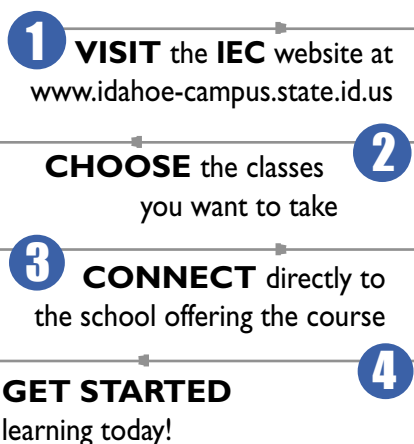 1 VISIT the IEC website at
www.idahoe-campus.state.id.us
CHOOSE the classes 2
you want to take
3 CONNECT directly to
the school offering the course
4
GET STARTED
learning today!